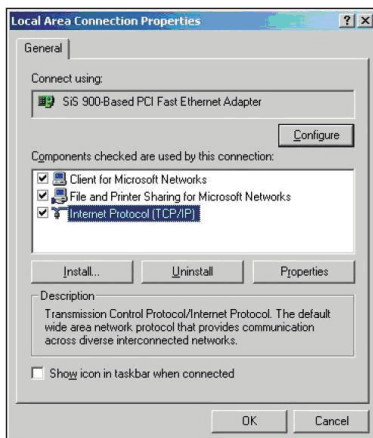 Local Area Connection Properties
General
Connect using:
SiS 900-Based PCI Fast Ethernet Adapter
Configure
Components checked are used by this connection:
Client for Microsoft Networks
File and Printer Sharing for Microsoft Networks
Internet Protocol (TCP/IP)
Install...
Uninstall
Properties
Description
Transmission Control Protocol/Internet Protocol. The default
wide area network protocol that provides communication
across diverse interconnected networks.
Show icon in taskbar when connected
OK
Cancel